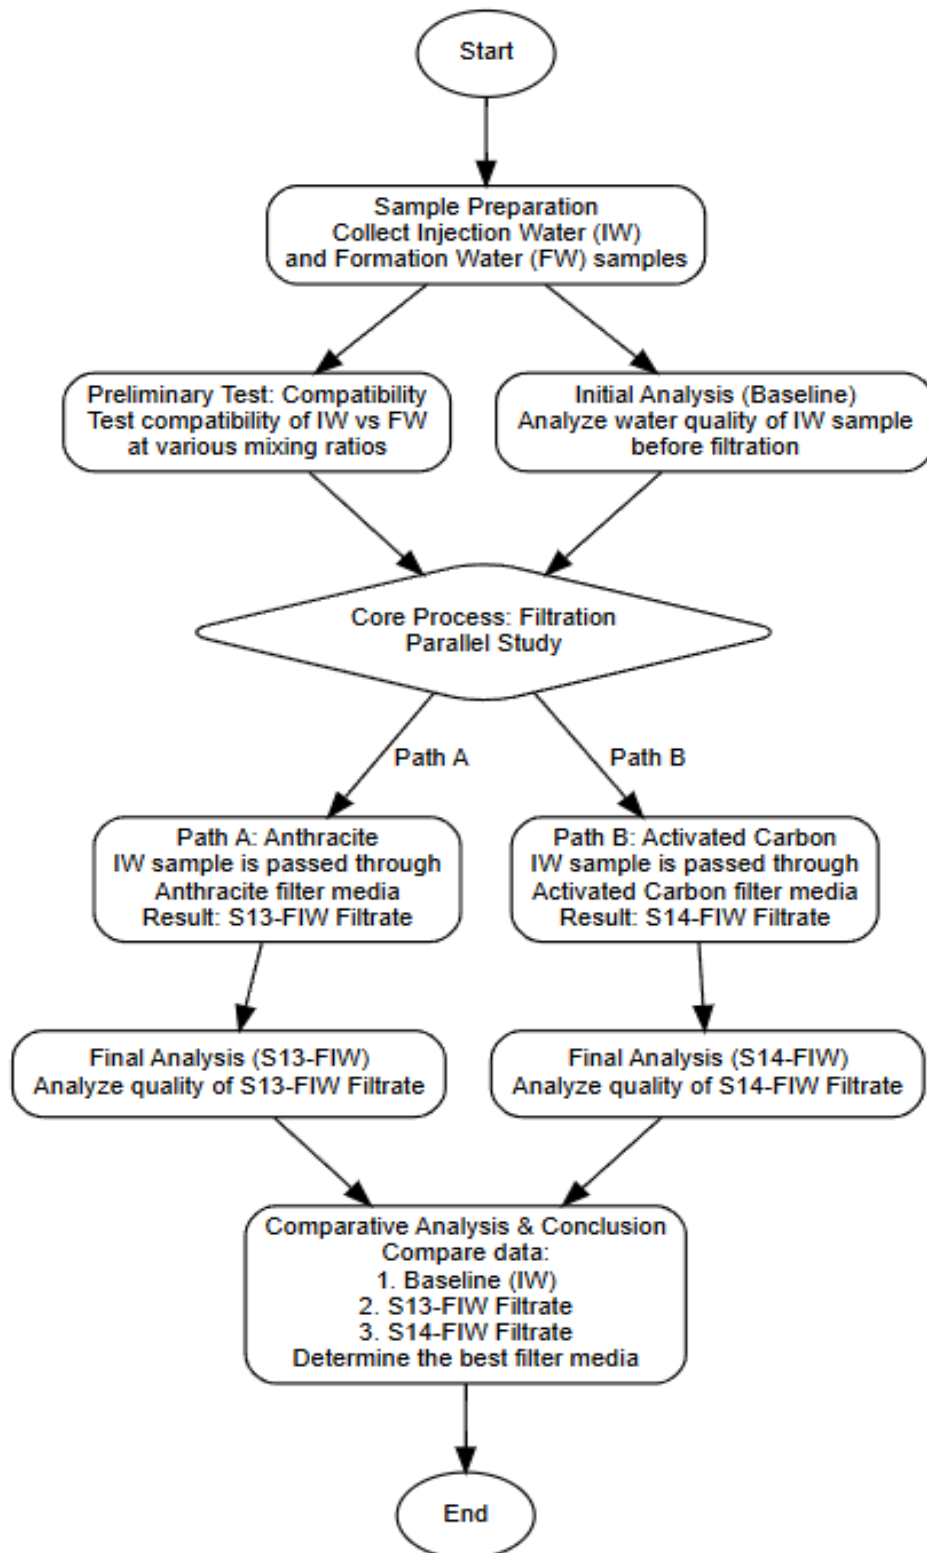 Start
Sample Preparation
Collect Injection Water (IW)
and Formation Water (FW) samples
Preliminary Test: Compatibility
Test compatibility of IW vs FW
at various mixing ratios
Initial Analysis (Baseline)
Analyze water quality of IW sample
before filtration
Core Process: Filtration
Parallel Study
Path A
Path B
Path A: Anthracite
IW sample is passed through
Anthracite filter media
Result: S13-FIW Filtrate
Path B: Activated Carbon
IW sample is passed through
Activated Carbon filter media
Result: S14-FIW Filtrate
Final Analysis (S13-FIW)
Analyze quality of S13-FIW Filtrate
Final Analysis (S14-FIW)
Analyze quality of S14-FIW Filtrate
Comparative Analysis & Conclusion
Compare data:
1. Baseline (IW)
2. S13-FIW Filtrate
3. S14-FIW Filtrate
Determine the best filter media
End